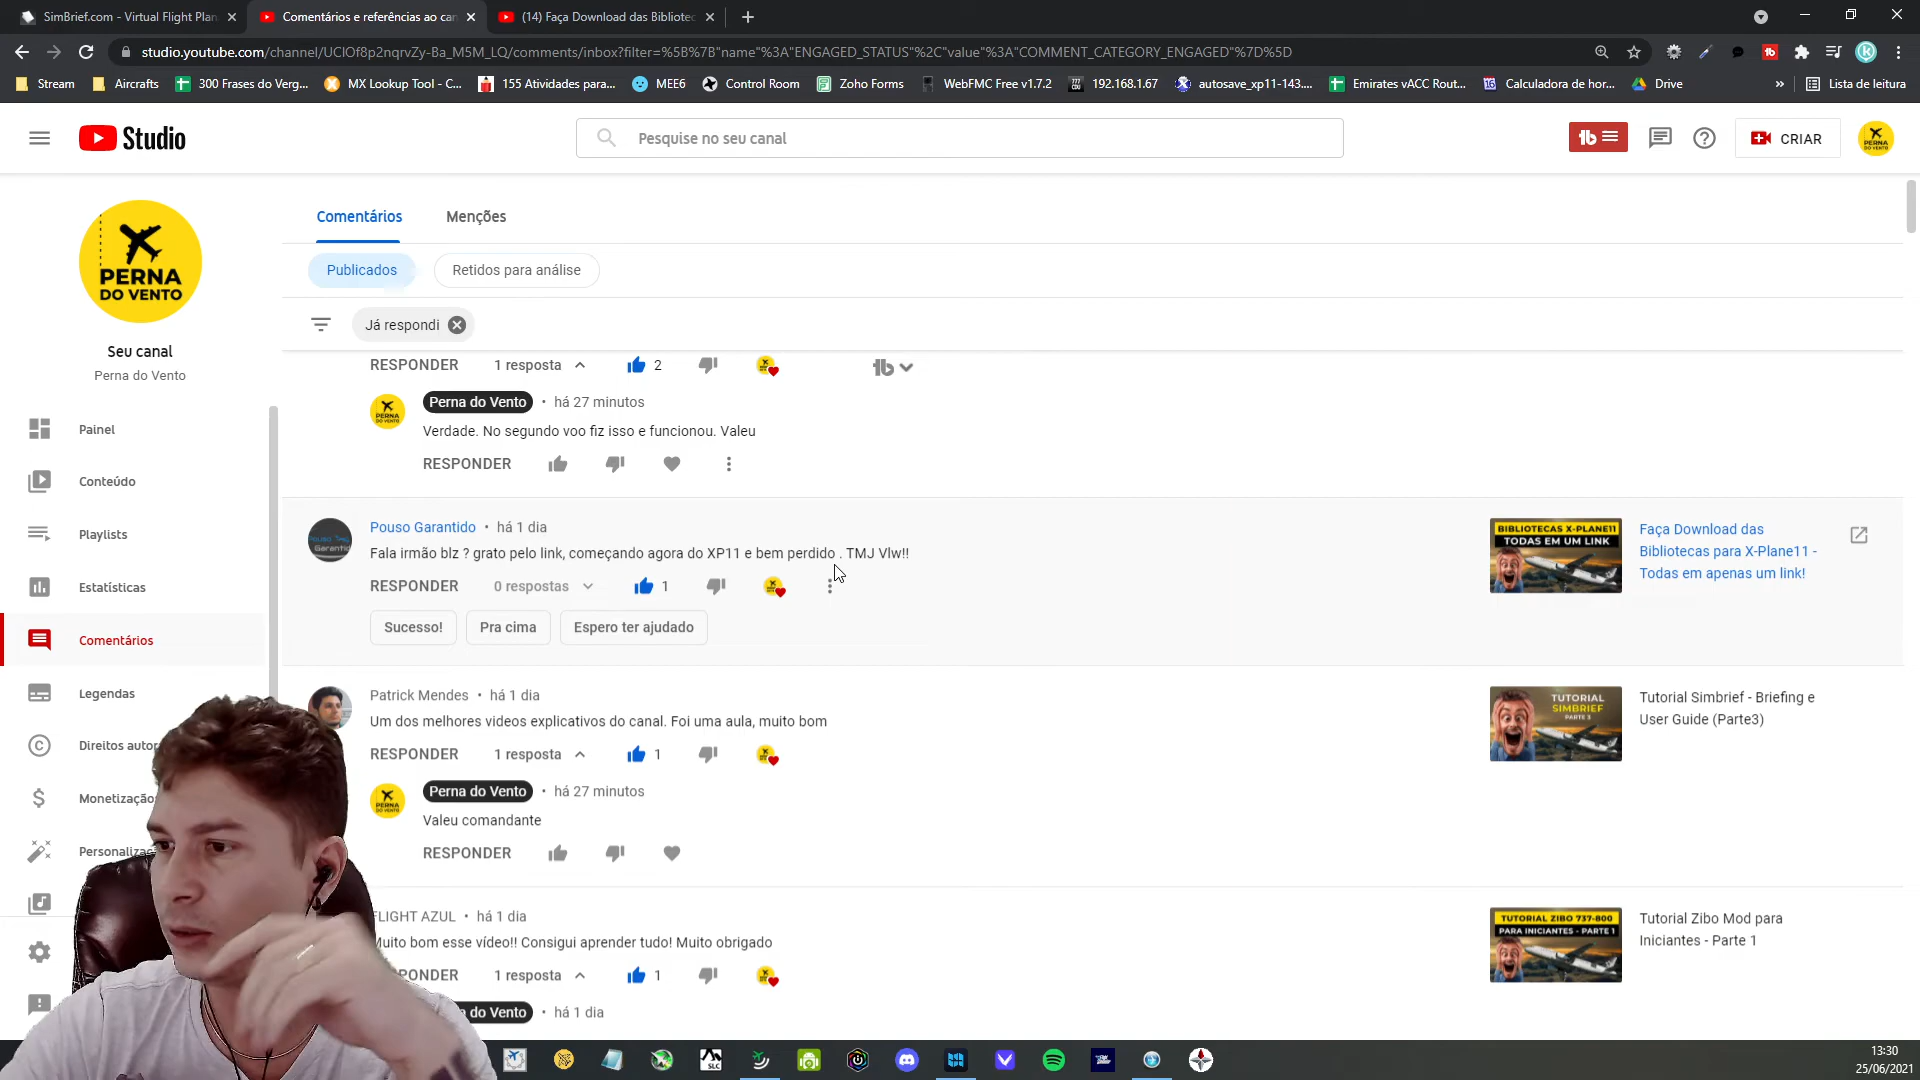 SimBrief.com - Virtual Flight Plan
Comentários e referências ao can
(14) Faça Download das Bibliotec
studio.youtube.com/channel/UCIOf8p2nqrvZy-Ba_M5M_LQ/comments/inbox?filter=%5B%7B"name"%3A"ENGAGED_STATUS"%2C"value"%3A"COMMENT_CATEGORY_ENGAGED"%7D%5D
Stream
Aircrafts
300 Frases do Verg...
MX Lookup Tool - C...
155 Atividades para...
MEE6
Control Room
Zoho Forms
WebFMC Free v1.7.2
192.168.1.67
autosave_xp11-143....
Emirates vACC Rout...
Calculadora de hor...
Drive
»
Lista de leitura
Studio
Pesquise no seu canal
CRIAR
PERNA
DO VENTO
Seu canal
Perna do Vento
Painel
Conteúdo
Playlists
Estatísticas
Comentários
Legendas
Direitos autor
Monetização
Personalizaç
Comentários
Menções
Publicados
Retidos para análise
Já respondi
RESPONDER 1 resposta 2
Perna do Vento • há 27 minutos
Verdade. No segundo voo fiz isso e funcionou. Valeu
RESPONDER
Pouso Garantido • há 1 dia
Fala irmão blz ? grato pelo link, começando agora do XP11 e bem perdido . TMJ Vlw!!
RESPONDER 0 respostas 1
Sucesso! Pra cima Espero ter ajudado
BIBLIOTECAS X-PLANE11
TODAS EM UM LINK
Faça Download das
Bibliotecas para X-Plane11 -
Todas em apenas um link!
Patrick Mendes • há 1 dia
Um dos melhores videos explicativos do canal. Foi uma aula, muito bom
RESPONDER 1 resposta 1
TUTORIAL
SIMBRIEF
PARTE 3
Tutorial Simbrief - Briefing e
User Guide (Parte3)
Perna do Vento • há 27 minutos
Valeu comandante
RESPONDER
FLIGHT AZUL • há 1 dia
Muito bom esse vídeo!! Consigui aprender tudo! Muito obrigado
PONDER 1 resposta 1
TUTORIAL ZIBO 737-800
PARA INICIANTES - PARTE 1
Tutorial Zibo Mod para
Iniciantes - Parte 1
do Vento • há 1 dia
SLC
13:30
25/06/2021